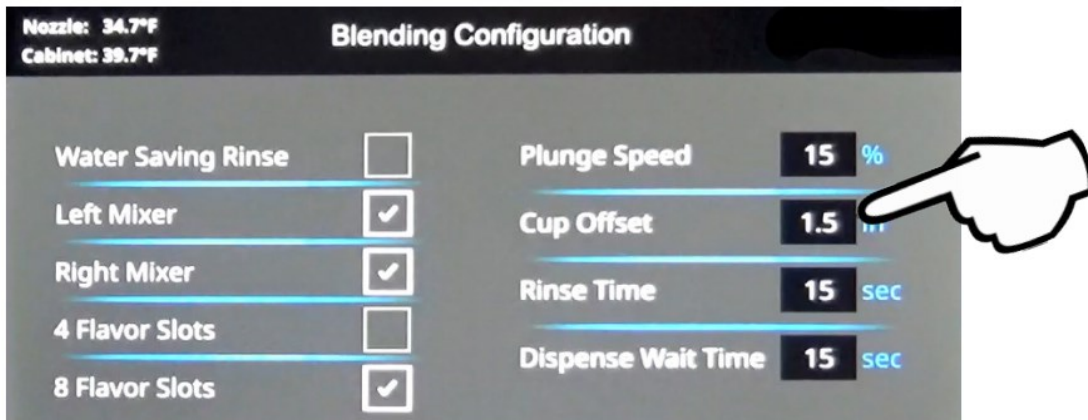 Nozzle: 34.7°F
Cabinet: 39.7°F
Blending Configuration
Water Saving Rinse
Left Mixer
Right Mixer
4 Flavor Slots
8 Flavor Slots
Plunge Speed 15 %
Cup Offset 1.5 in
Rinse Time 15 sec
Dispense Wait Time 15 sec